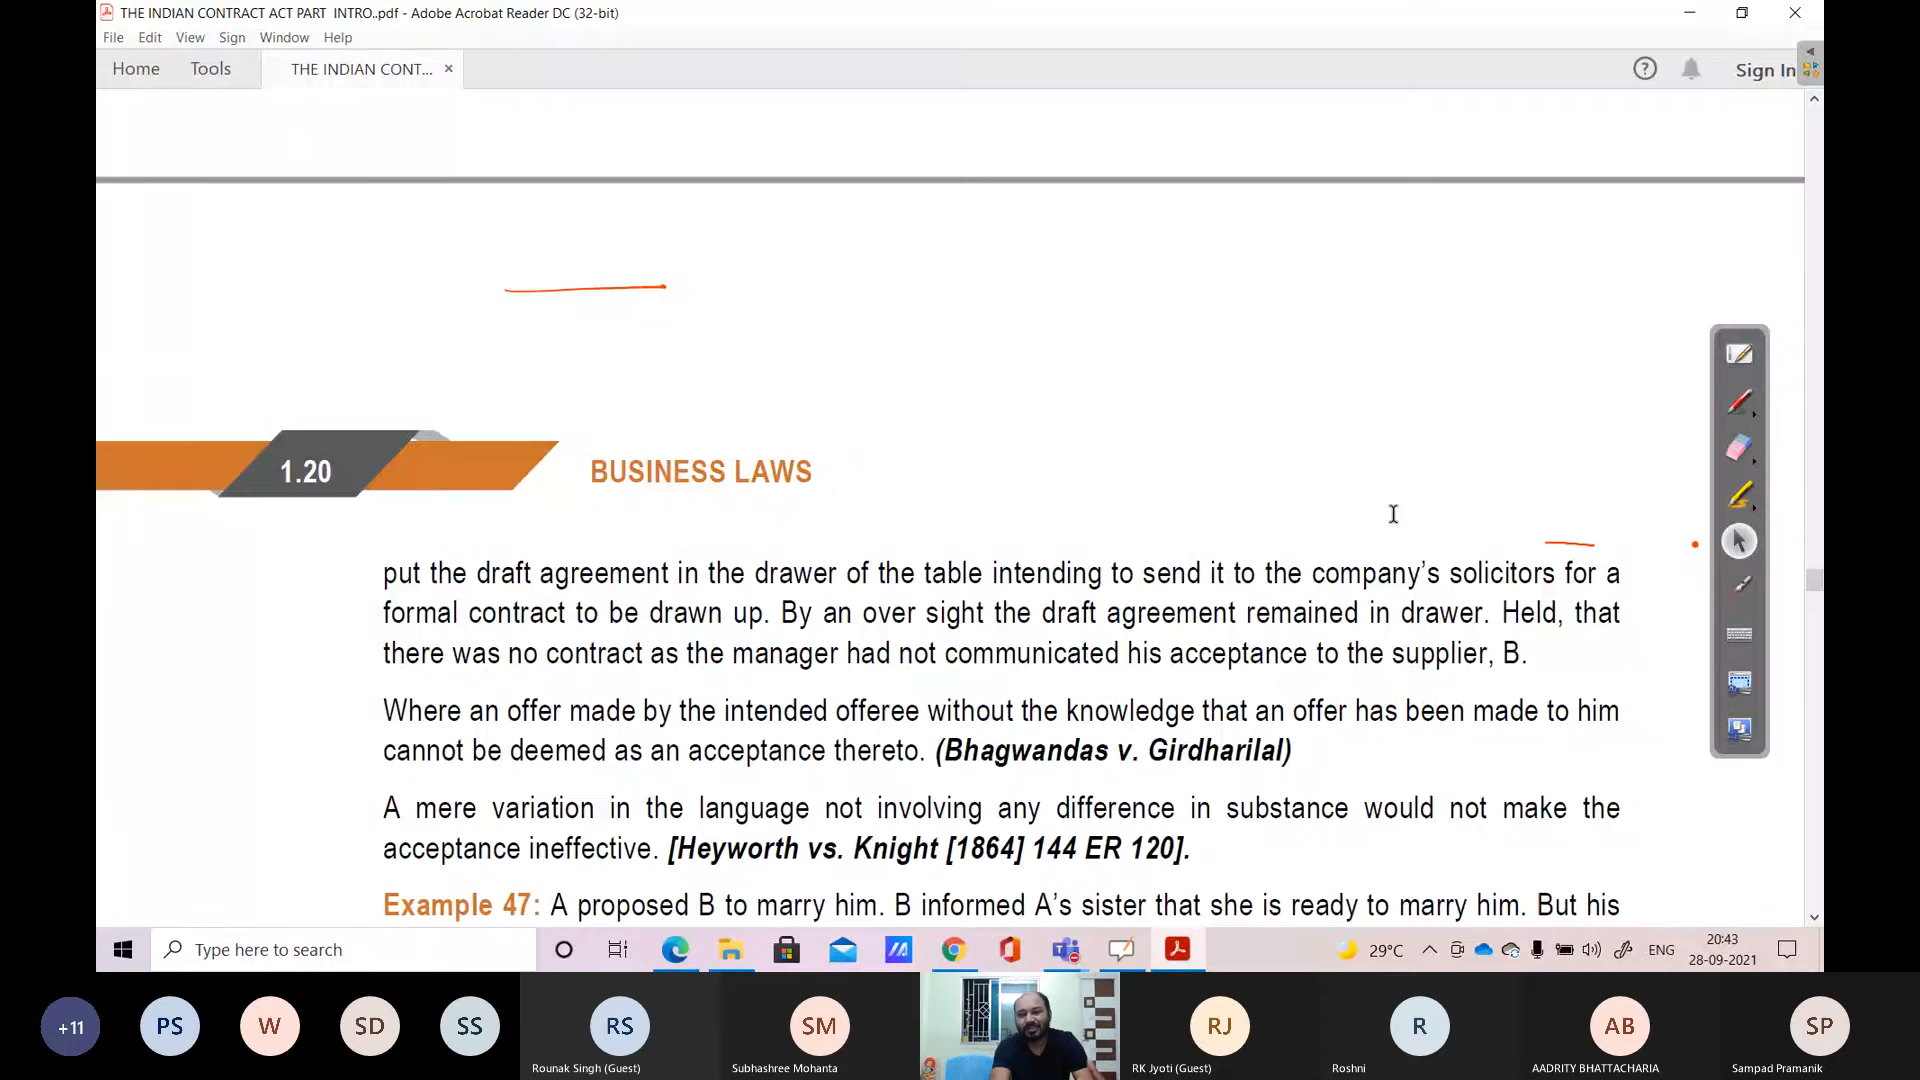 THE INDIAN CONTRACT ACT PART  INTRO..pdf - Adobe Acrobat Reader DC (32-bit)
File Edit View Sign Window Help
Home Tools THE INDIAN CONT... × Sign In
1.20 BUSINESS LAWS
put the draft agreement in the drawer of the table intending to send it to the company's solicitors for a
formal contract to be drawn up. By an over sight the draft agreement remained in drawer. Held, that
there was no contract as the manager had not communicated his acceptance to the supplier, B.
Where an offer made by the intended offeree without the knowledge that an offer has been made to him
cannot be deemed as an acceptance thereto. (Bhagwandas v. Girdharilal)
A mere variation in the language not involving any difference in substance would not make the
acceptance ineffective. [Heyworth vs. Knight [1864] 144 ER 120].
Example 47: A proposed B to marry him. B informed A's sister that she is ready to marry him. But his
Type here to search 29°C ENG 20:43
28-09-2021
+11 PS W SD SS RS SM RJ R AB SP
Rounak Singh (Guest) Subhashree Mohanta RK Jyoti (Guest) Roshni AADRITY BHATTACHARIA Sampad Pramanik